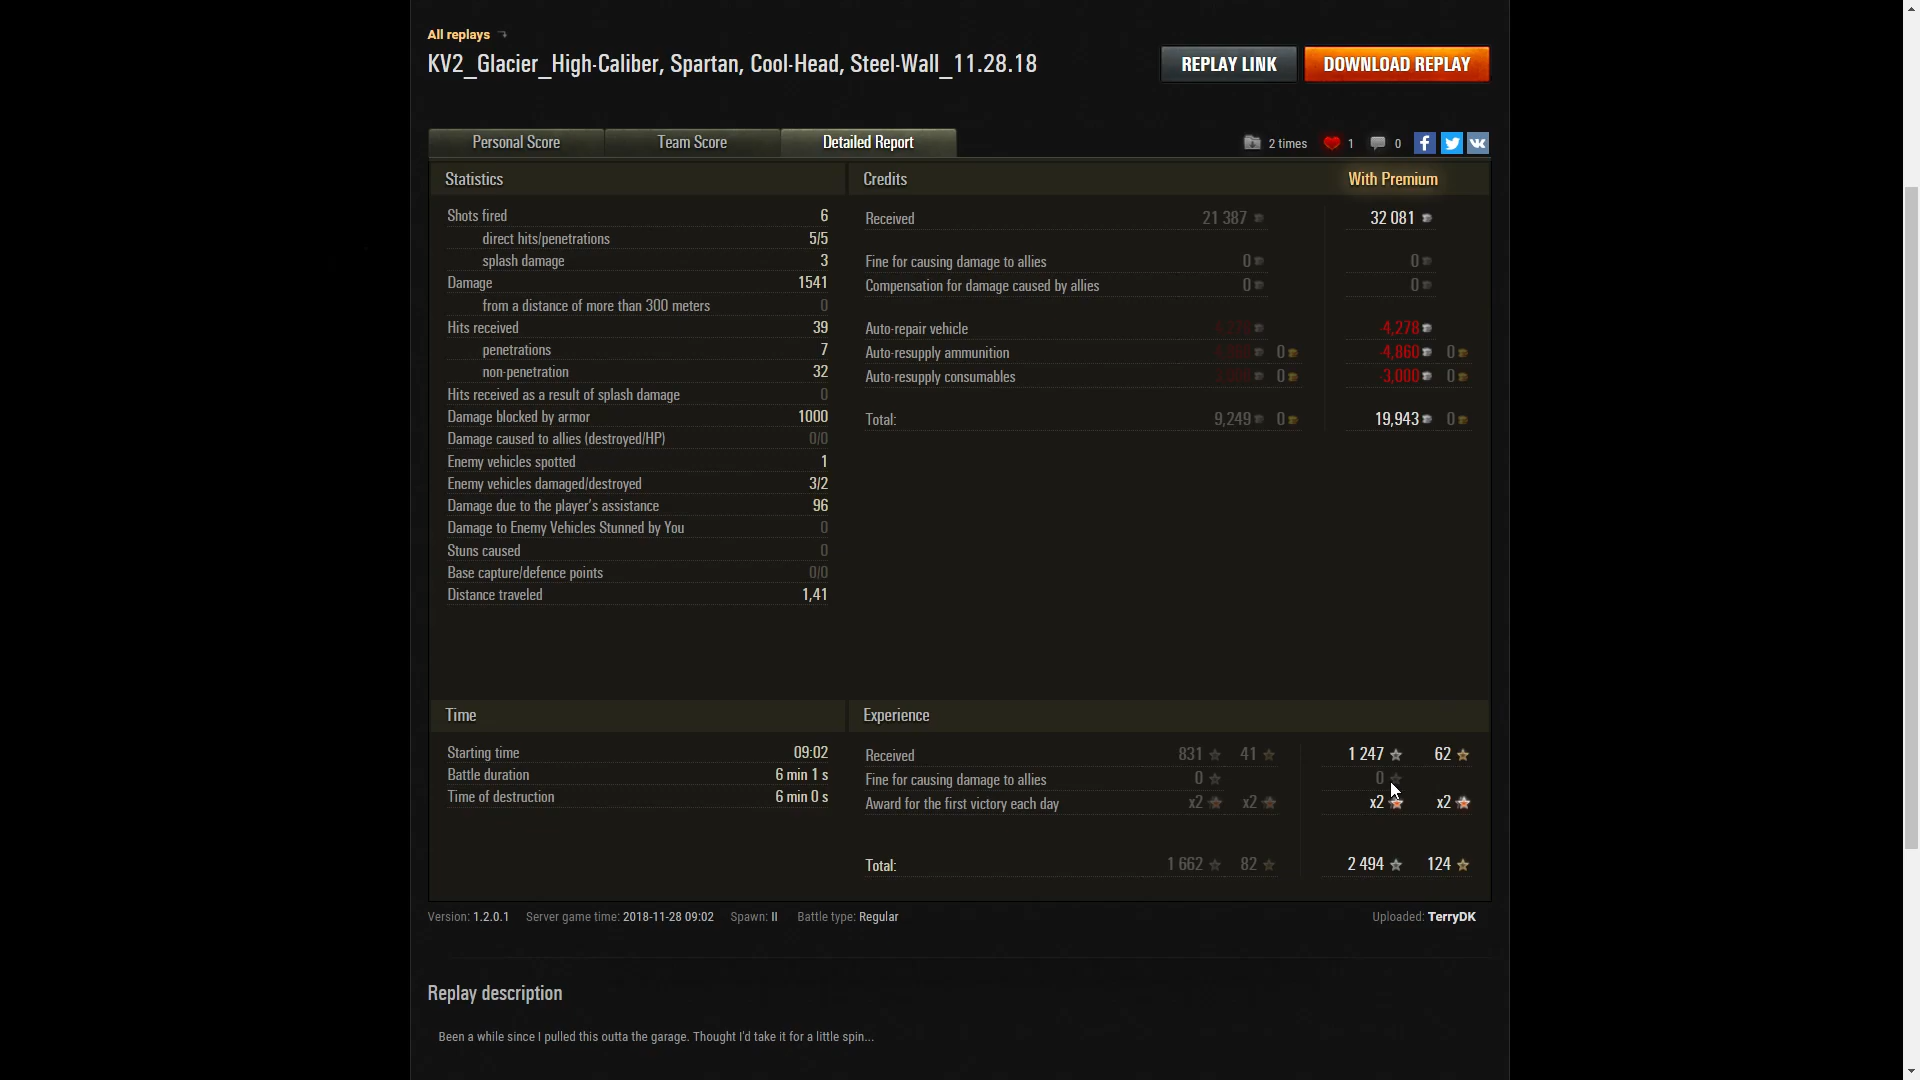 All replays
KV2_Glacier_High-Caliber, Spartan, Cool-Head, Steel-Wall_11.28.18
REPLAY LINK
DOWNLOAD REPLAY
Personal Score
Team Score
Detailed Report
2 times
1
0
Statistics
Shots fired 6
direct hits/penetrations 5/5
splash damage 3
Damage 1541
from a distance of more than 300 meters 0
Hits received 39
penetrations 7
non-penetration 32
Hits received as a result of splash damage 0
Damage blocked by armor 1000
Damage caused to allies (destroyed/HP) 0/0
Enemy vehicles spotted 1
Enemy vehicles damaged/destroyed 3/2
Damage due to the player's assistance 96
Damage to Enemy Vehicles Stunned by You 0
Stuns caused 0
Base capture/defence points 0/0
Distance traveled 1,41
Credits With Premium
Received 21 387 32 081
Fine for causing damage to allies 0 0
Compensation for damage caused by allies 0 0
Auto-repair vehicle -4,278
Auto-resupply ammunition 0 -4,860 0
Auto-resupply consumables 0 -3,000 0
Total: 9,249 0 19,943 0
Time
Starting time 09:02
Battle duration 6 min 1 s
Time of destruction 6 min 0 s
Experience
Received 831 41 1 247 62
Fine for causing damage to allies 0 0
Award for the first victory each day x2 x2 x2 x2
Total: 1 662 82 2 494 124
Version: 1.2.0.1 Server game time: 2018-11-28 09:02 Spawn: II Battle type: Regular
Uploaded: TerryDK
Replay description
Been a while since I pulled this outta the garage. Thought I'd take it for a little spin...